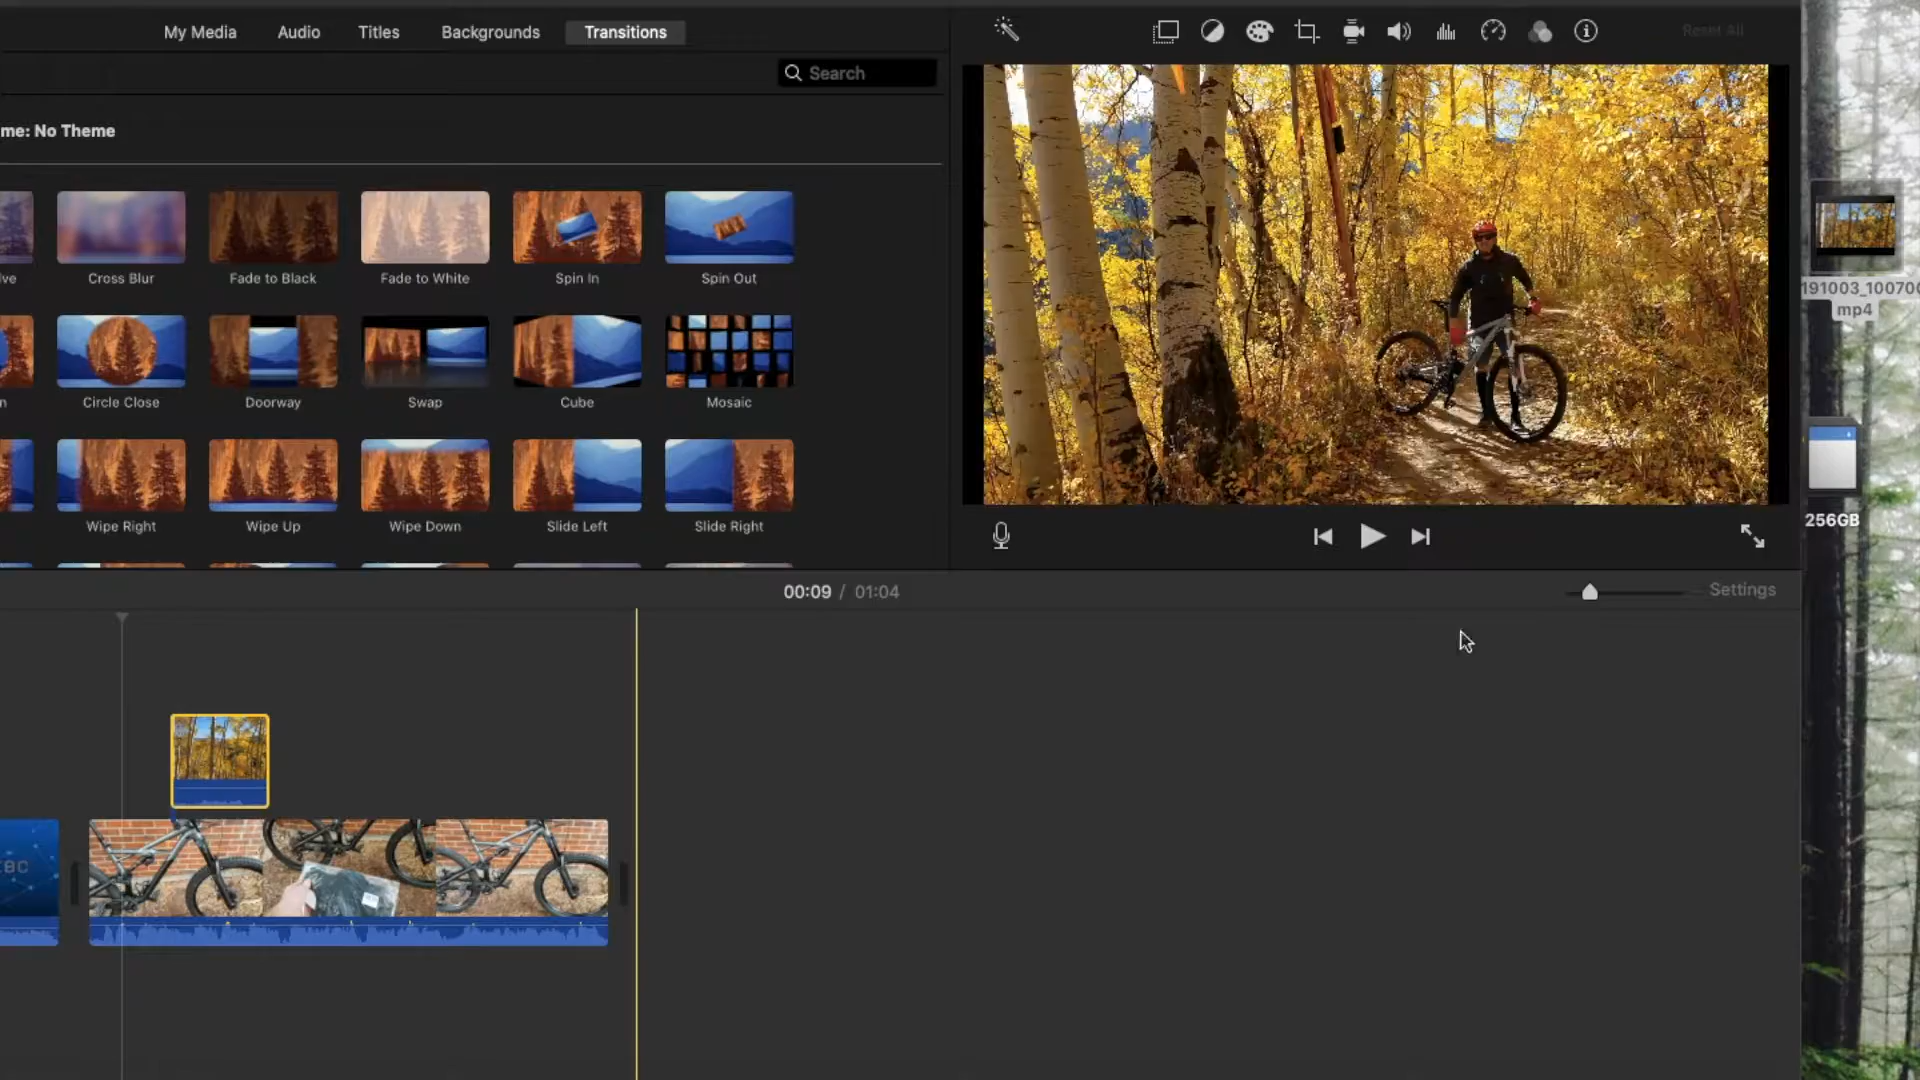 My Media Audio Titles Backgrounds Transitions
Reset All
Search
me: No Theme
ve Cross Blur Fade to Black Fade to White Spin In Spin Out
n Circle Close Doorway Swap Cube Mosaic
Wipe Right Wipe Up Wipe Down Slide Left Slide Right
191003_10070
mp4
256GB
00:09 / 01:04
Settings